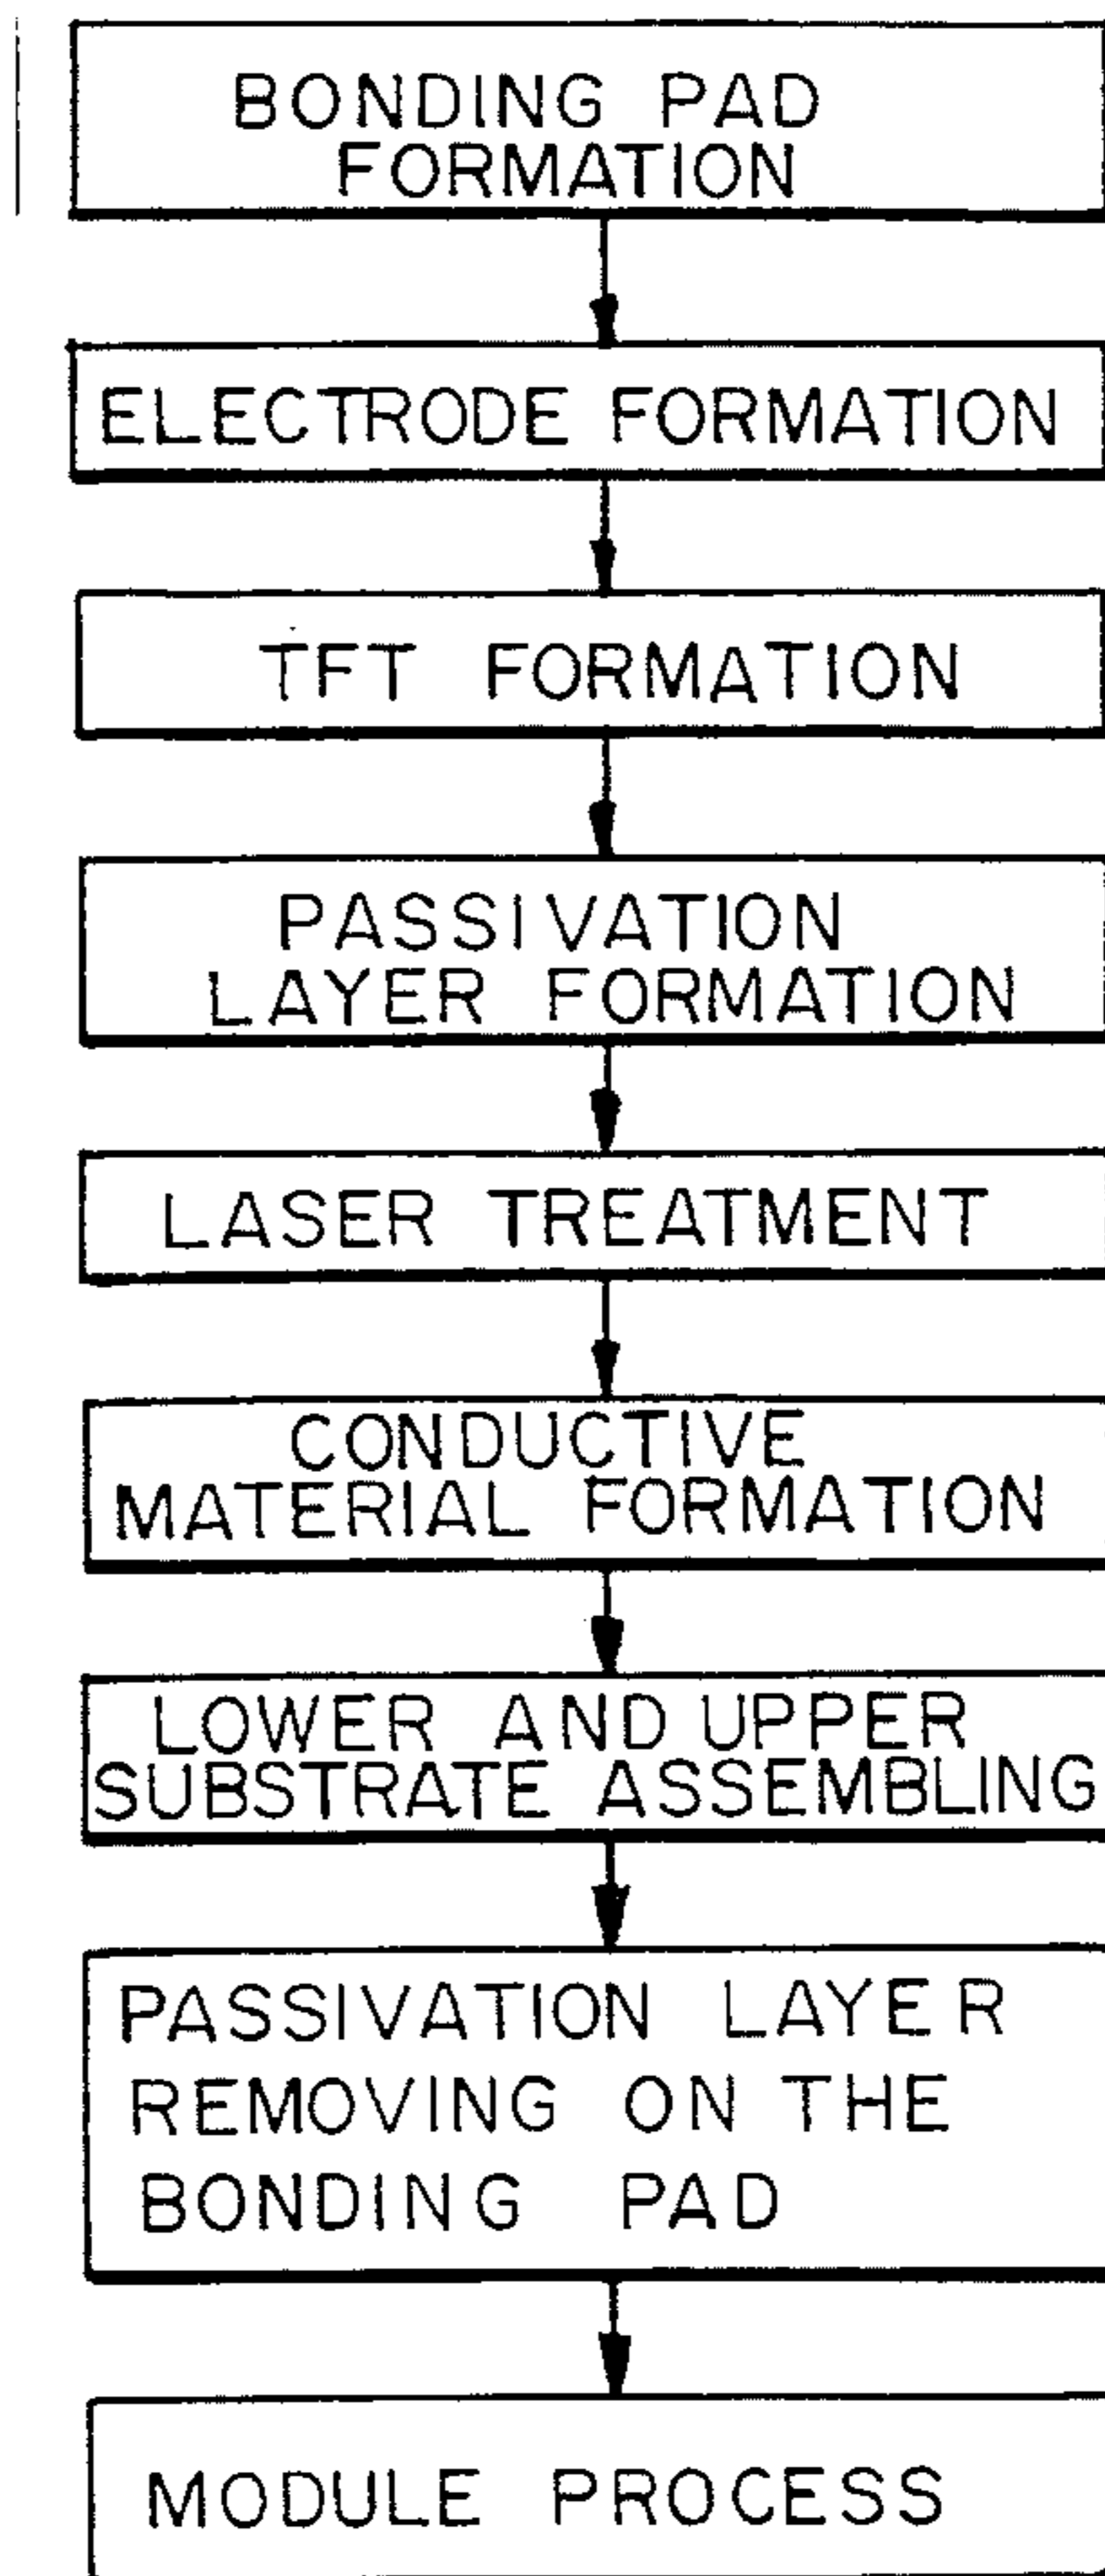 BONDING PAD
FORMATION
ELECTRODE FORMATION
TFT FORMATION
PASSIVATION
LAYER FORMATION
LASER TREATMENT
CONDUCTIVE
MATERIAL FORMATION
LOWER AND UPPER
SUBSTRATE ASSEMBLING
PASSIVATION LAYER
REMOVING ON THE
BONDING PAD
MODULE PROCESS